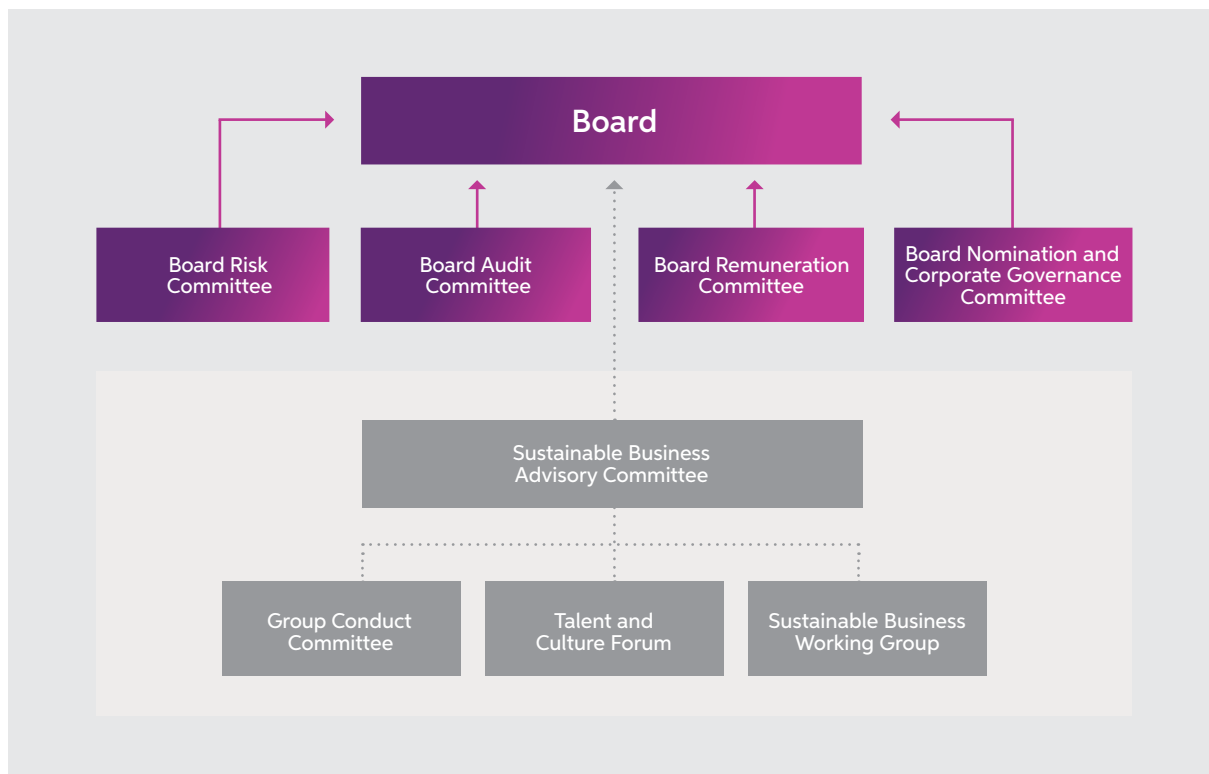 Board
Board Risk
Committee
Board Audit
Committee
Board Remuneration
Committee
Board Nomination and
Corporate Governance
Committee
Sustainable Business
Advisory Committee
Group Conduct
Committee
Talent and
Culture Forum
Sustainable Business
Working Group